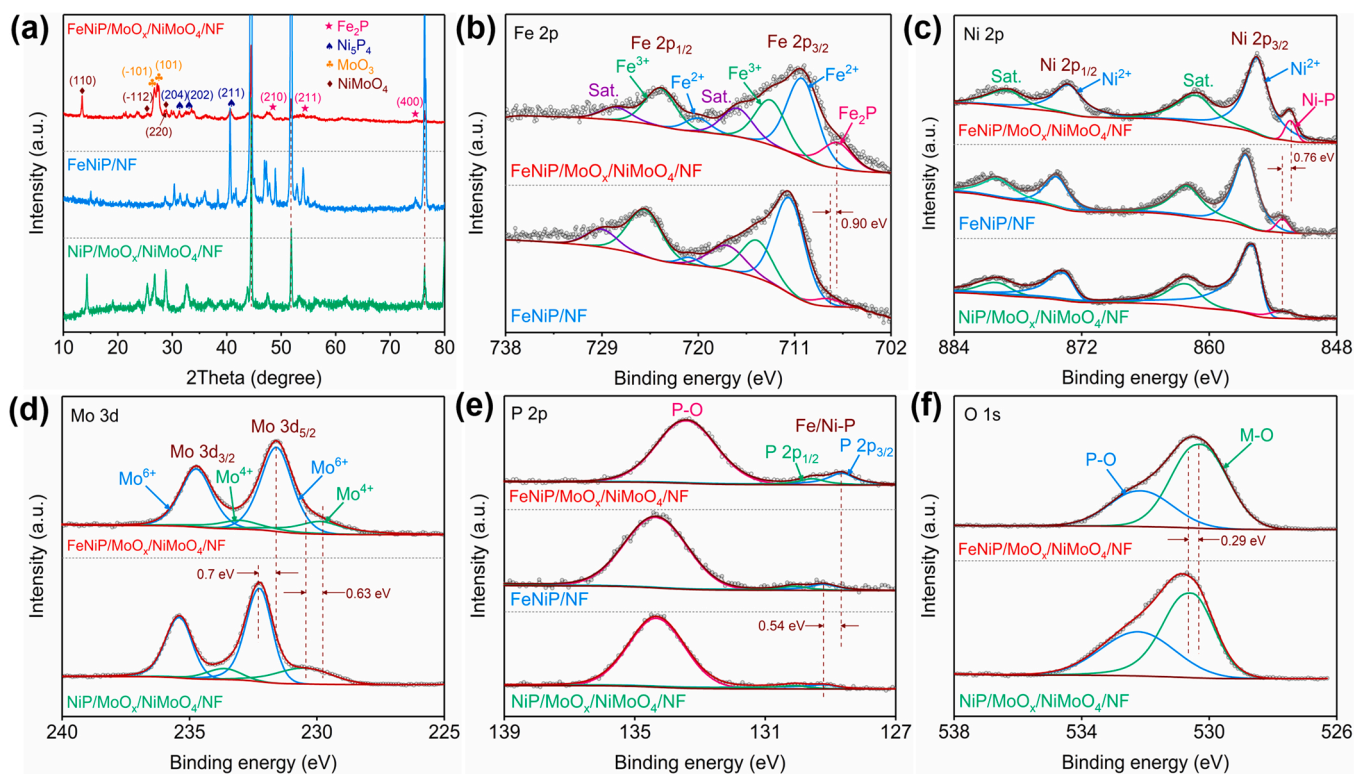 (a)
FeNiP/MoOx/NiMoO4/NF
★ Fe2P
♠ Ni5P4
♣ MoO3
◆ NiMoO4
(-101)
(101)
(110)
(-112)
(204)
(202)
(211)
(210)
(211)
(400)
(220)
FeNiP/NF
NiP/MoOx/NiMoO4/NF
Intensity (a.u.)
10 20 30 40 50 60 70 80
2Theta (degree)
(b)
Fe 2p
Fe 2p1/2
Fe 2p3/2
Fe3+
Fe2+
Fe3+
Fe2+
Sat.
Sat.
Fe2P
FeNiP/MoOx/NiMoO4/NF
0.90 eV
FeNiP/NF
Intensity (a.u.)
738 729 720 711 702
Binding energy (eV)
(c)
Ni 2p
Ni 2p3/2
Ni 2p1/2
Sat.
Ni2+
Sat.
Ni2+
Ni-P
FeNiP/MoOx/NiMoO4/NF
0.76 eV
FeNiP/NF
NiP/MoOx/NiMoO4/NF
Intensity (a.u.)
884 872 860 848
Binding energy (eV)
(d)
Mo 3d
Mo 3d5/2
Mo 3d3/2
Mo6+
Mo4+
Mo6+
Mo4+
FeNiP/MoOx/NiMoO4/NF
0.7 eV
0.63 eV
NiP/MoOx/NiMoO4/NF
Intensity (a.u.)
240 235 230 225
Binding energy (eV)
(e)
P 2p
P-O
Fe/Ni-P
P 2p1/2
P 2p3/2
FeNiP/MoOx/NiMoO4/NF
FeNiP/NF
0.54 eV
NiP/MoOx/NiMoO4/NF
Intensity (a.u.)
139 135 131 127
Binding energy (eV)
(f)
O 1s
M-O
P-O
FeNiP/MoOx/NiMoO4/NF
0.29 eV
NiP/MoOx/NiMoO4/NF
Intensity (a.u.)
538 534 530 526
Binding energy (eV)